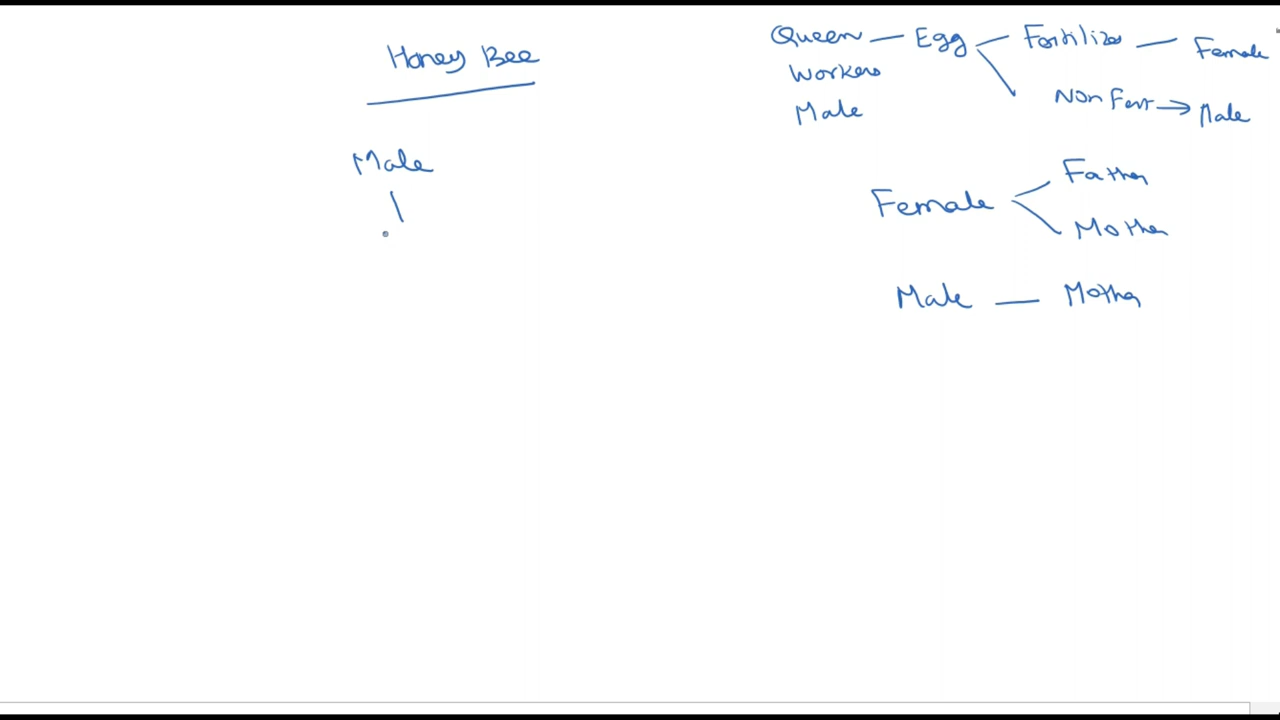 Honey Bee
Male
Queen — Egg
Fertilize — Female
Workers
Non Fert → Male
Male
Female
Father
Mother
Male — Mother